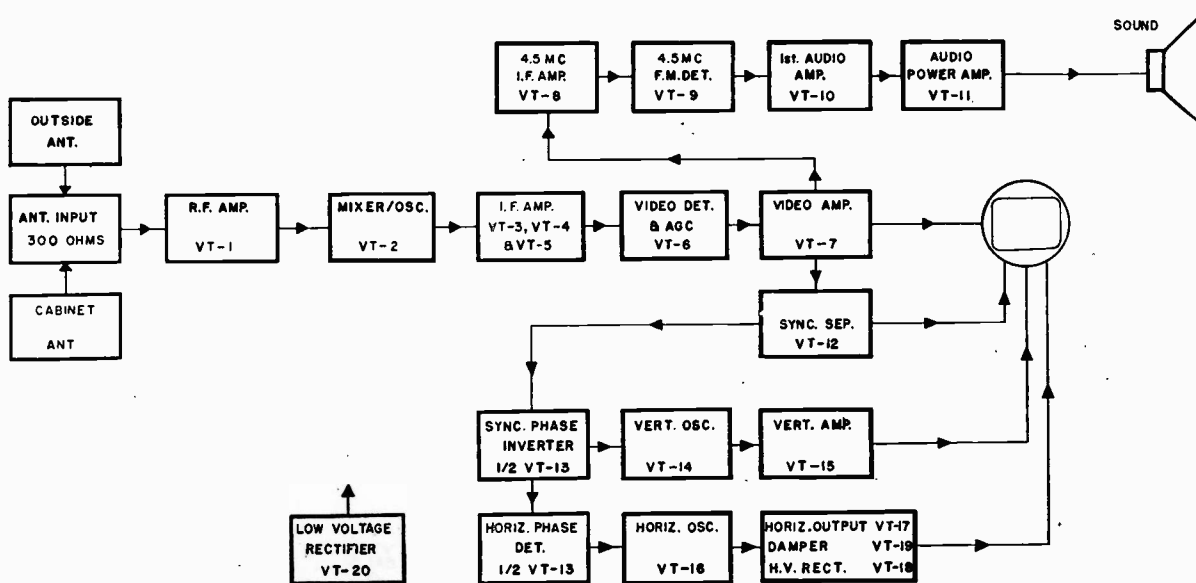 SOUND
4.5 MC
I.F. AMP.
VT-8
4.5 MC
F.M. DET.
VT-9
1st. AUDIO
AMP.
VT-10
AUDIO
POWER AMP.
VT-11
OUTSIDE
ANT.
ANT. INPUT
300 OHMS
CABINET
ANT
R.F. AMP.
VT-1
MIXER/OSC.
VT-2
I.F. AMP.
VT-3, VT-4
& VT-5
VIDEO DET.
& AGC
VT-6
VIDEO AMP.
VT-7
SYNC. SEP.
VT-12
SYNC. PHASE
INVERTER
1/2 VT-13
VERT. OSC.
VT-14
VERT. AMP.
VT-15
LOW VOLTAGE
RECTIFIER
VT-20
HORIZ. PHASE
DET.
1/2 VT-13
HORIZ. OSC.
VT-16
HORIZ. OUTPUT VT-17
DAMPER VT-19
H.V. RECT. VT-18